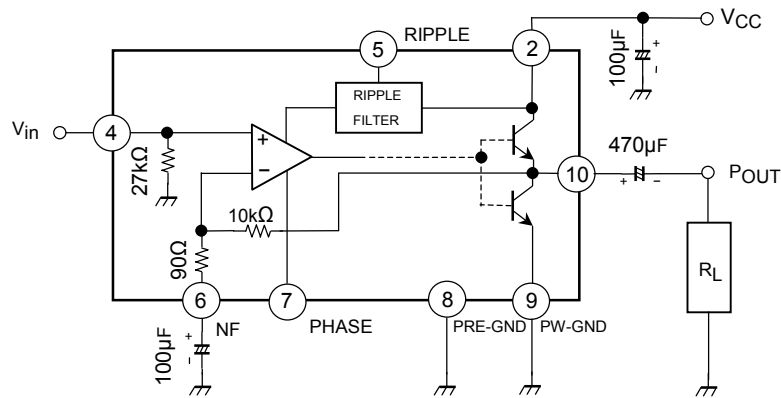 RIPPLE
5
2
VCC
100µF
+
-
RIPPLE
FILTER
Vin
4
27kΩ
+
-
470µF
10
+
-
POUT
10kΩ
90Ω
RL
6
NF
7
PHASE
8
PRE-GND
9
PW-GND
100µF
+
-